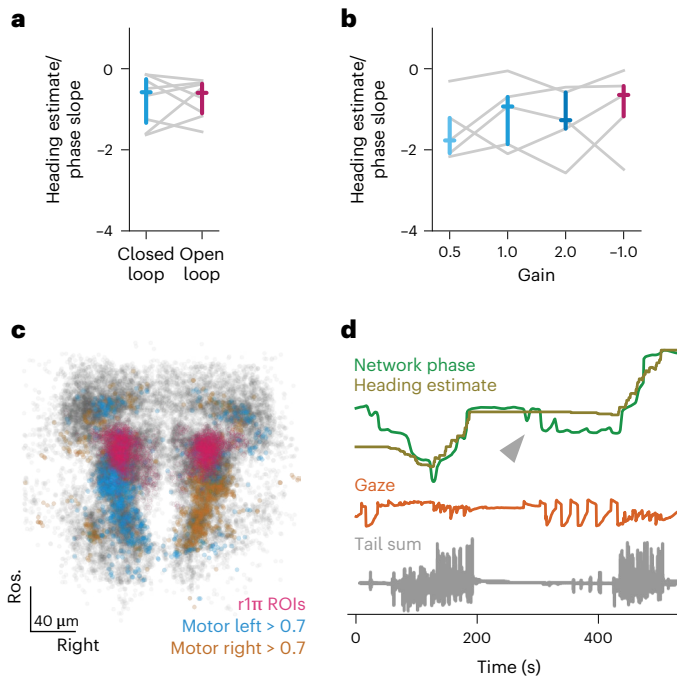 a
Heading estimate/
phase slope
0
−2
−4
Closed
loop
Open
loop
b
Heading estimate/
phase slope
0
−2
−4
0.5
1.0
2.0
−1.0
Gain
c
Ros.
40 µm
Right
r1π ROIs
Motor left > 0.7
Motor right > 0.7
d
Network phase
Heading estimate
Gaze
Tail sum
0
200
400
Time (s)